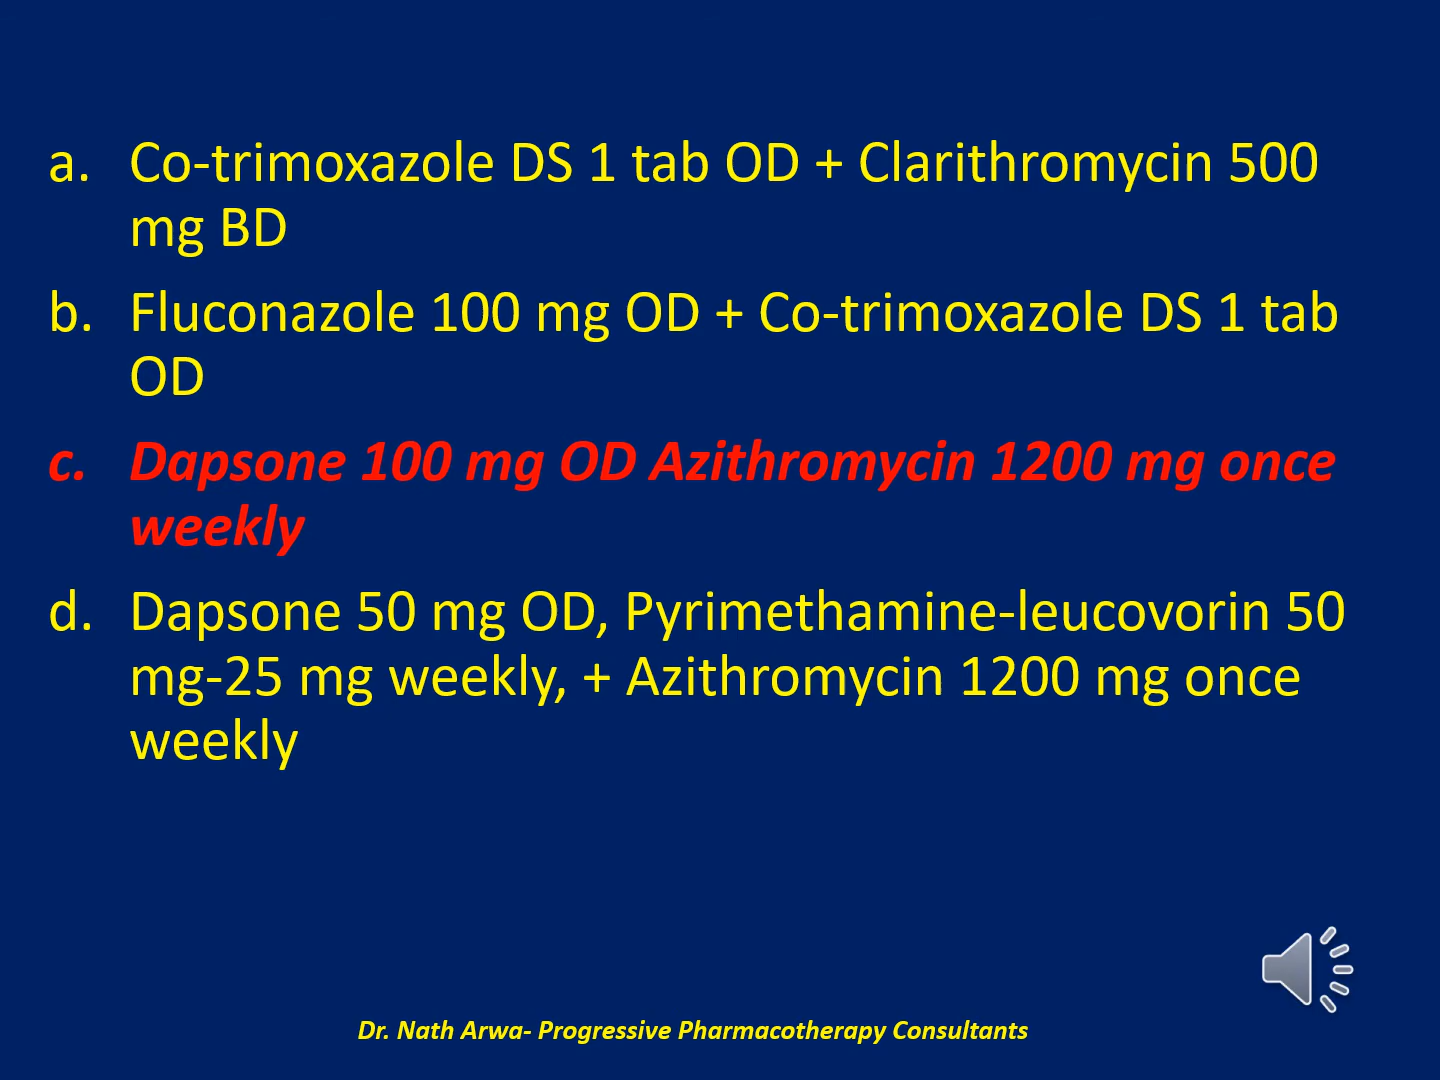 a. Co-trimoxazole DS 1 tab OD + Clarithromycin 500
mg BD
b. Fluconazole 100 mg OD + Co-trimoxazole DS 1 tab
OD
c. Dapsone 100 mg OD Azithromycin 1200 mg once
weekly
d. Dapsone 50 mg OD, Pyrimethamine-leucovorin 50
mg-25 mg weekly, + Azithromycin 1200 mg once
weekly
Dr. Nath Arwa- Progressive Pharmacotherapy Consultants